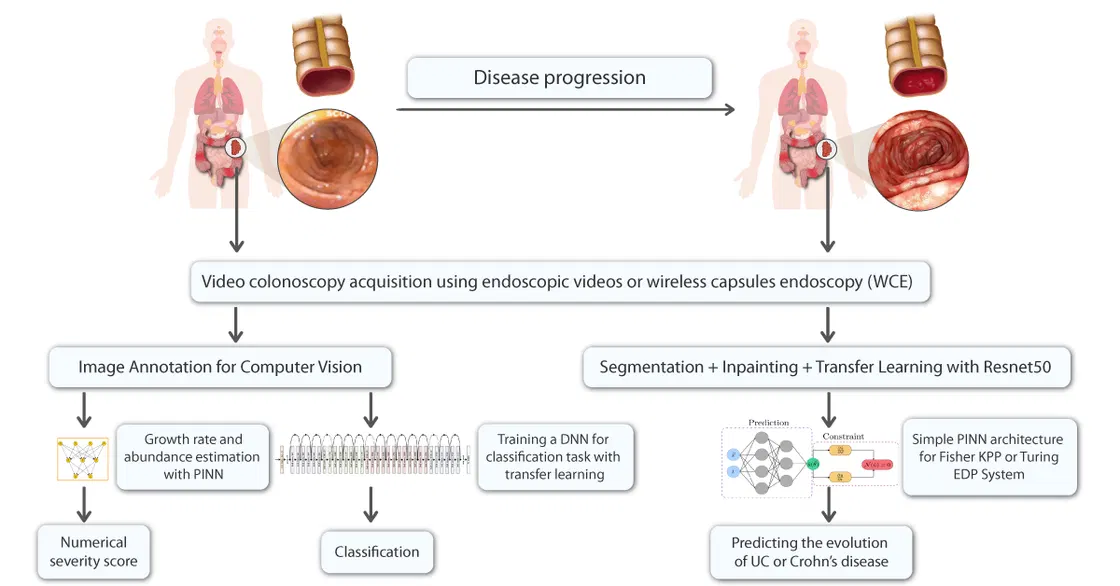 Disease progression
Video colonoscopy acquisition using endoscopic videos or wireless capsules endoscopy (WCE)
Image Annotation for Computer Vision
Segmentation + Inpainting + Transfer Learning with Resnet50
Growth rate and
abundance estimation
with PINN
Training a DNN for
classification task with
transfer learning
Prediction
Constraint
Simple PINN architecture
for Fisher KPP or Turing
EDP System
Numerical
severity score
Classification
Predicting the evolution
of UC or Crohn's disease